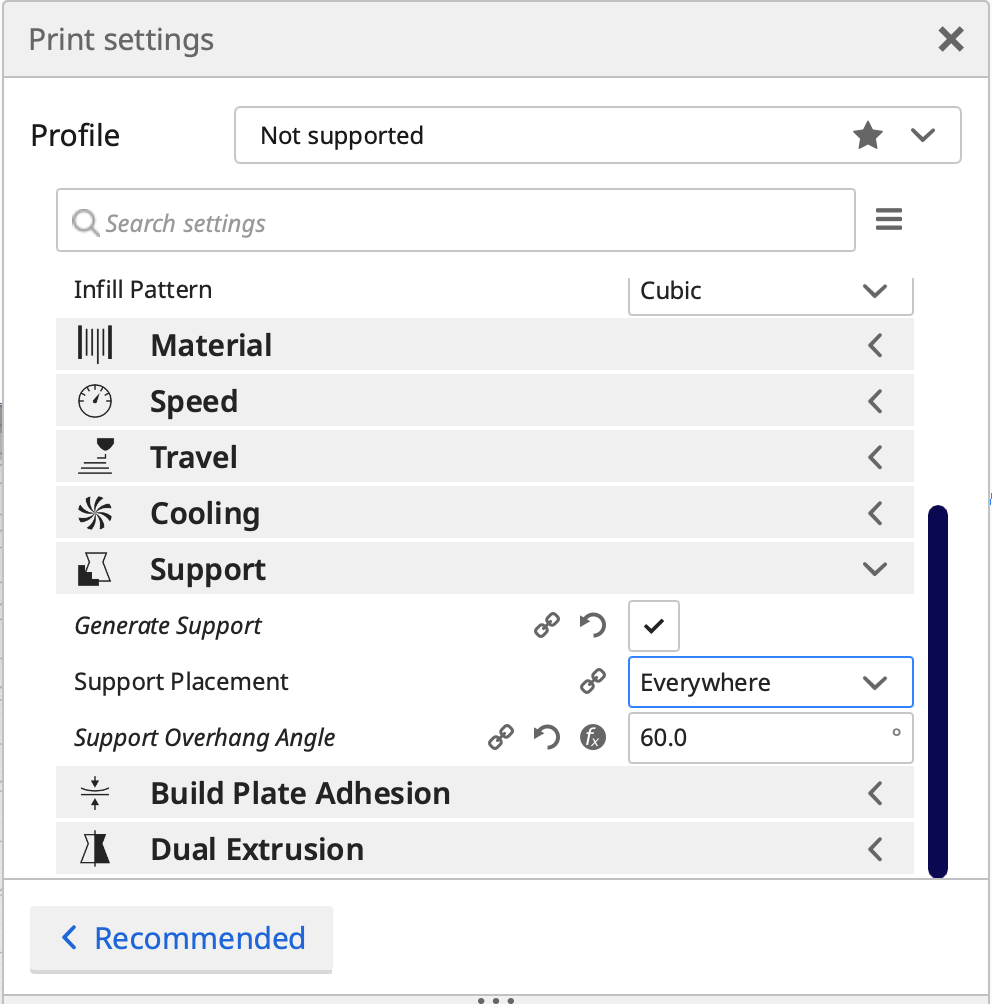 Print settings
Profile
Not supported
Search settings
Infill Pattern
Cubic
Material
Speed
Travel
Cooling
Support
Generate Support
Support Placement
Everywhere
Support Overhang Angle
fx
60.0
°
Build Plate Adhesion
Dual Extrusion
Recommended